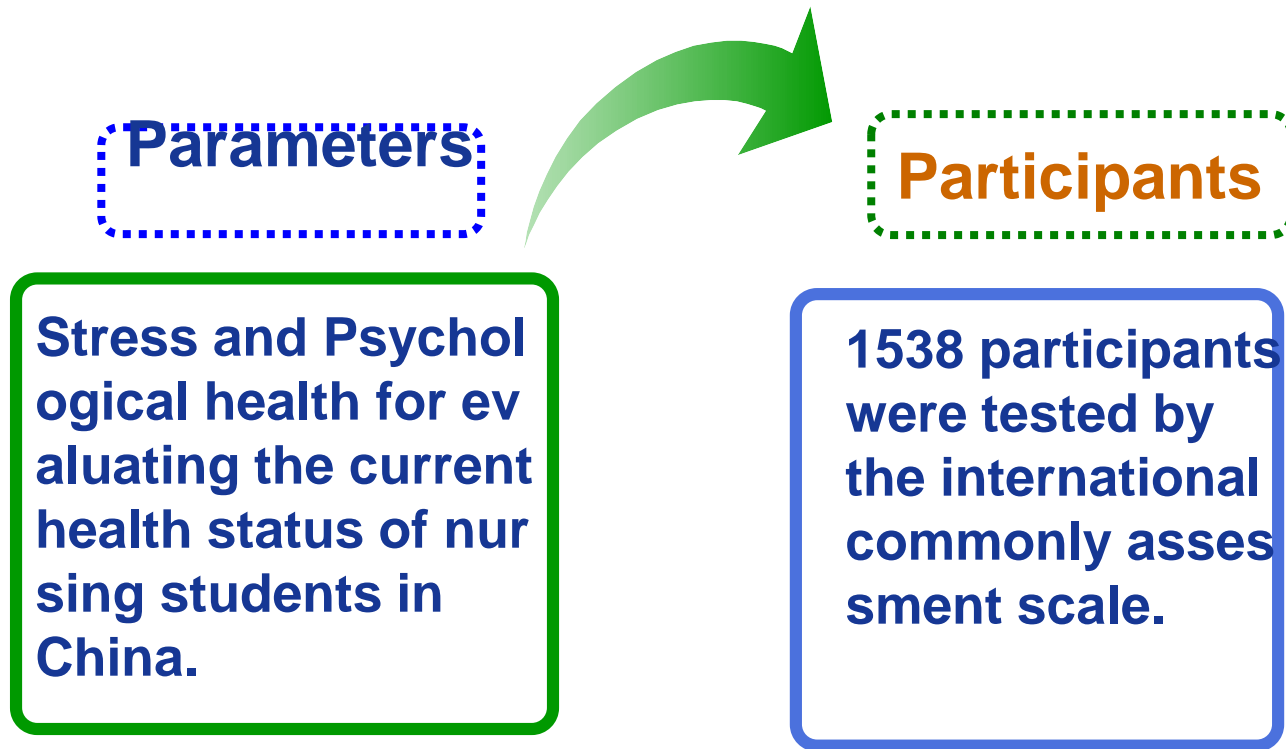 Parameters
Participants
Stress and Psychol
ogical health for ev
aluating the current
health status of nur
sing students in
China.
1538 participants
were tested by
the international
commonly asses
sment scale.